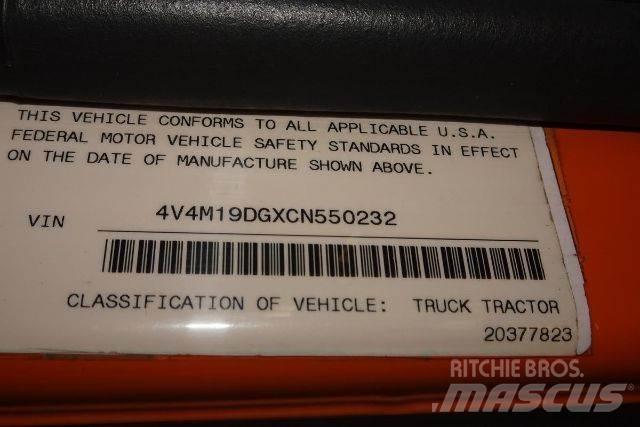 THIS VEHICLE CONFORMS TO ALL APPLICABLE U.S.A.
FEDERAL MOTOR VEHICLE SAFETY STANDARDS IN EFFECT
ON THE DATE OF MANUFACTURE SHOWN ABOVE.
VIN 4V4M19DGXCN550232
CLASSIFICATION OF VEHICLE: TRUCK TRACTOR
20377823
RITCHIE BROS.
MASCUS